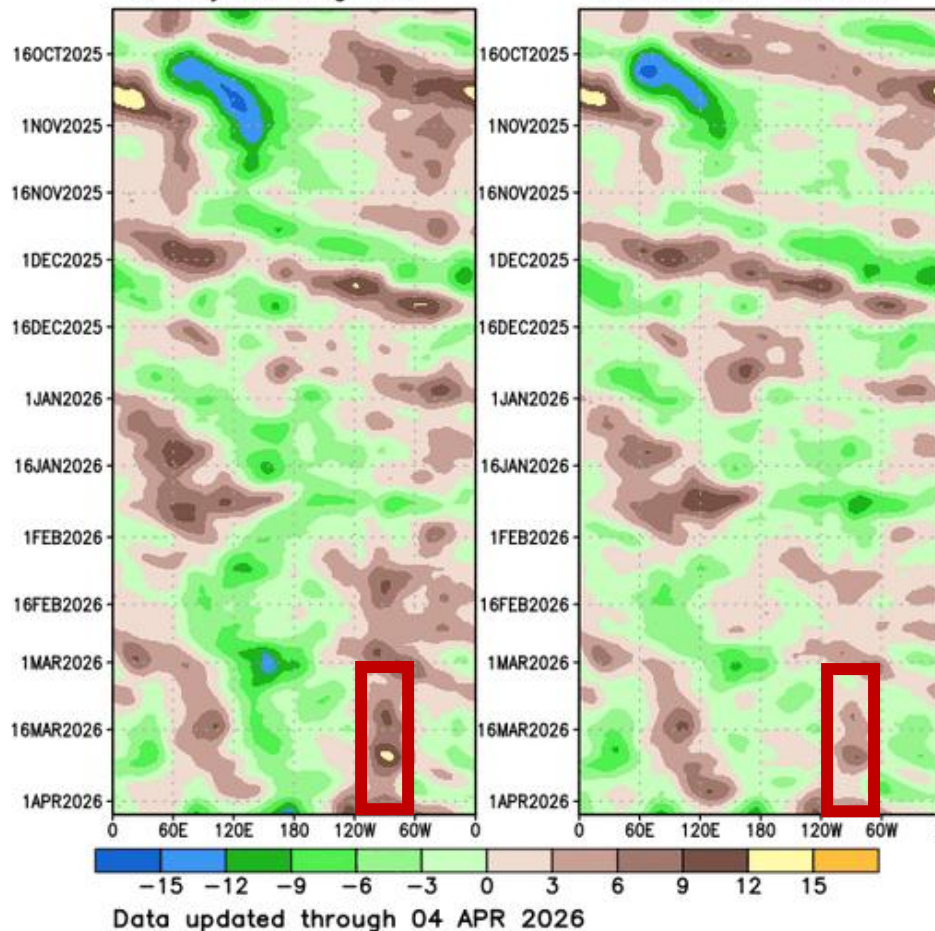 16OCT2025
1NOV2025
16NOV2025
1DEC2025
16DEC2025
1JAN2026
16JAN2026
1FEB2026
16FEB2026
1MAR2026
16MAR2026
1APR2026
0 60E 120E 180 120W 60W 0
16OCT2025
1NOV2025
16NOV2025
1DEC2025
16DEC2025
1JAN2026
16JAN2026
1FEB2026
16FEB2026
1MAR2026
16MAR2026
1APR2026
0 60E 120E 180 120W 60W
-15 -12 -9 -6 -3 0 3 6 9 12 15
Data updated through 04 APR 2026